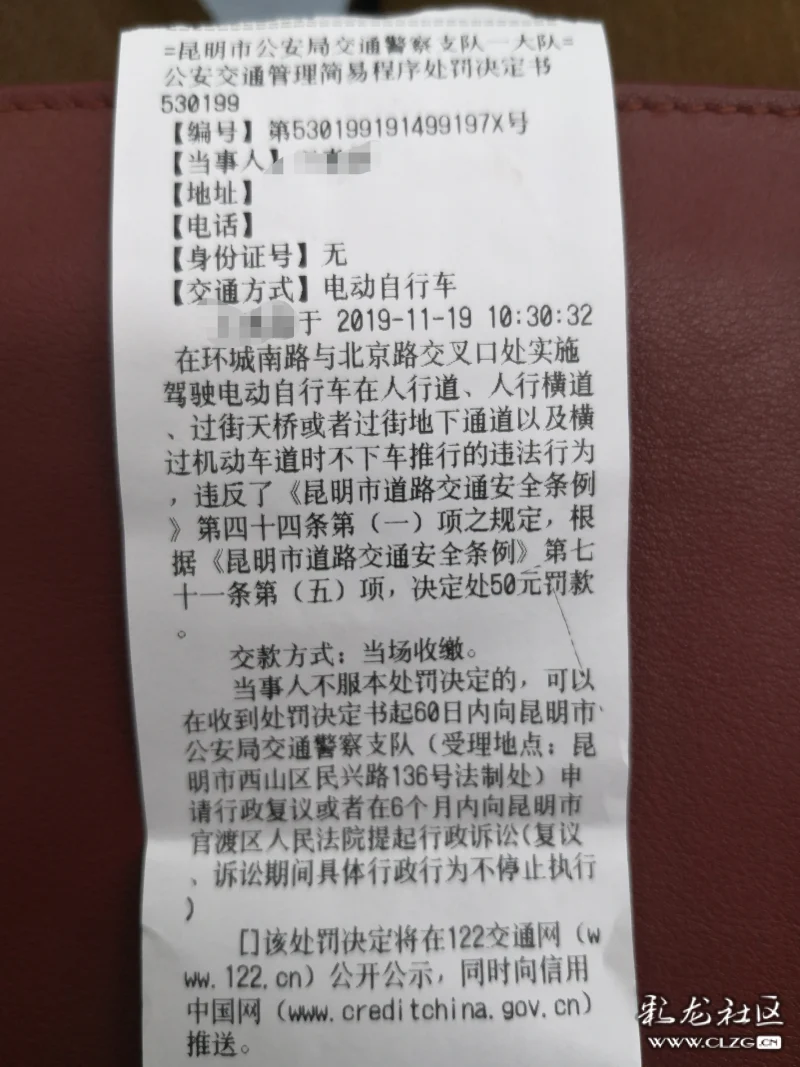 =昆明市公安局交通警察支队一大队=
公安交通管理简易程序处罚决定书
530199
【编号】第530199191499197X号
【当事人】
【地址】
【电话】
【身份证号】无
【交通方式】电动自行车
于 2019-11-19 10:30:32
在环城南路与北京路交叉口处实施
驾驶电动自行车在人行道、人行横道
、过街天桥或者过街地下通道以及横
过机动车道时不下车推行的违法行为
，违反了《昆明市道路交通安全条例
》第四十四条第（一）项之规定，根
据《昆明市道路交通安全条例》第七
十一条第（五）项，决定处50元罚款
。
交款方式：当场收缴。
当事人不服本处罚决定的，可以
在收到处罚决定书起60日内向昆明市
公安局交通警察支队（受理地点：昆
明市西山区民兴路136号法制处）申
请行政复议或者在6个月内向昆明市
官渡区人民法院提起行政诉讼(复议
、诉讼期间具体行政行为不停止执行
)
[]该处罚决定将在122交通网（w
ww.122.cn）公开公示，同时向信用
中国网（www.creditchina.gov.cn）
推送。
彩龙社区
WWW.CLZG.CN